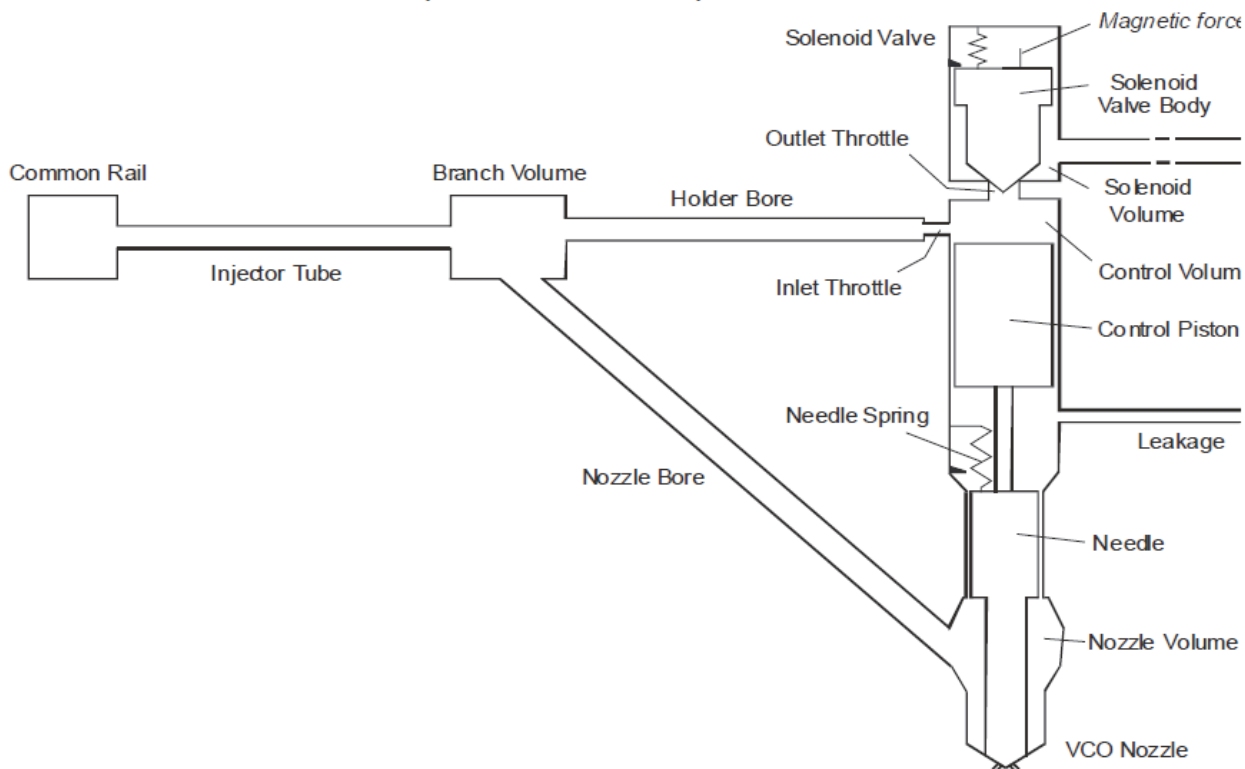 Magnetic force
Solenoid Valve
Solenoid
Valve Body
Outlet Throttle
Common Rail
Branch Volume
Holder Bore
Solenoid
Volume
Injector Tube
Inlet Throttle
Control Volum
Control Piston
Needle Spring
Leakage
Nozzle Bore
Needle
Nozzle Volume
VCO Nozzle